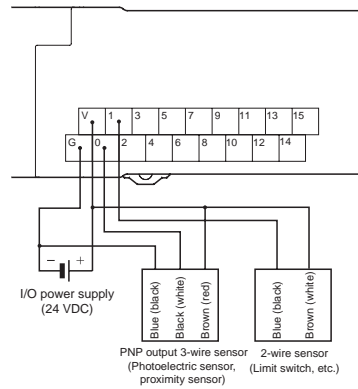 V 1 3 5 7 9 11 13 15
G 0 2 4 6 8 10 12 14
− +
I/O power supply
(24 VDC)
Blue (black)
Black (white)
Brown (red)
PNP output 3-wire sensor
(Photoelectric sensor,
proximity sensor)
Blue (black)
Brown (white)
2-wire sensor
(Limit switch, etc.)